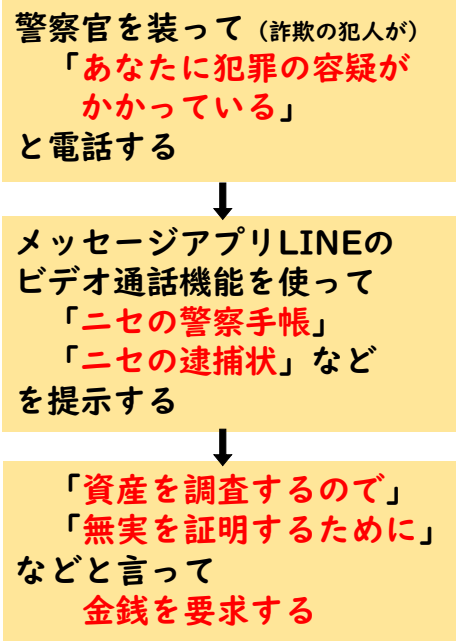 警察官を装って（詐欺の犯人が）
「あなたに犯罪の容疑が
かかっている」
と電話する
メッセージアプリLINEの
ビデオ通話機能を使って
「ニセの警察手帳」
「ニセの逮捕状」など
を提示する
「資産を調査するので」
「無実を証明するために」
などと言って
金銭を要求する